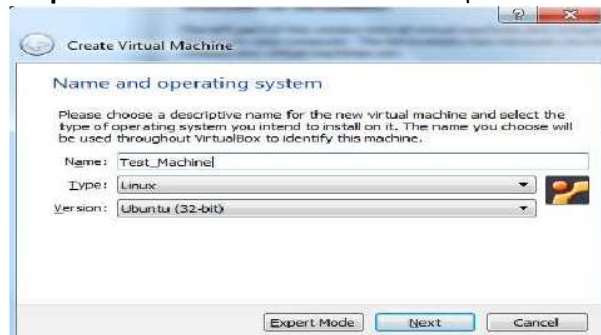 Create Virtual Machine
Name and operating system
Please choose a descriptive name for the new virtual machine and select the
type of operating system you intend to install on it. The name you choose will
be used throughout VirtualBox to identify this machine.
Name: Test_Machine
Type: Linux
Version: Ubuntu (32-bit)
Expert Mode Next Cancel